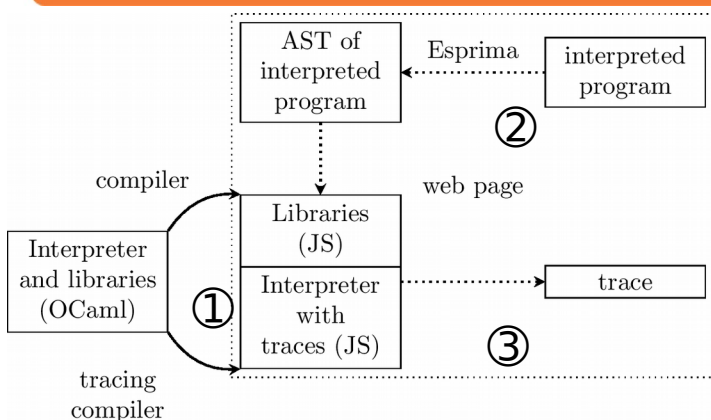 AST of
interpreted
program
Esprima
interpreted
program
②
compiler
web page
Libraries
(JS)
Interpreter
and libraries
(OCaml)
①
Interpreter
with
traces (JS)
trace
③
tracing
compiler